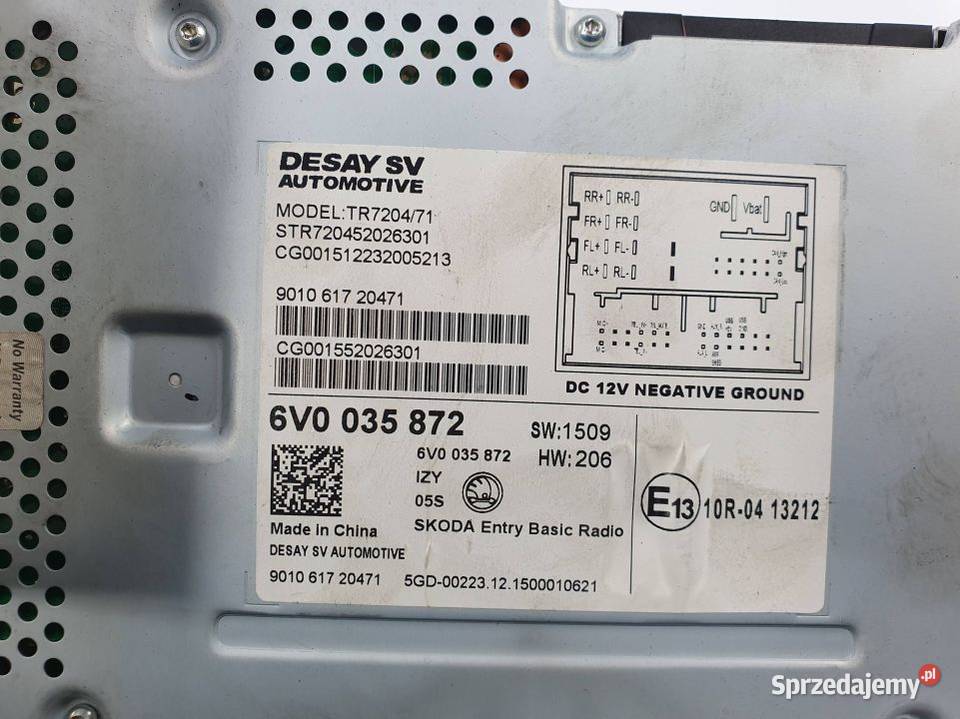 DESAY SV
AUTOMOTIVE
MODEL:TR7204/71
STR720452026301
CG001512232005213
9010 617 20471
CG001552026301
RR+ RR-
FR+ FR-
FL+ FL-
RL+ RL-
GND Vbat
DC 12V NEGATIVE GROUND
6V0 035 872
SW:1509
HW: 206
6V0 035 872
IZY
05S
SKODA Entry Basic Radio
Made in China
DESAY SV AUTOMOTIVE
9010 617 20471
5GD-00223.12.1500010621
E13 10R-04 13212
No Warranty
Sprzedajemy.pl